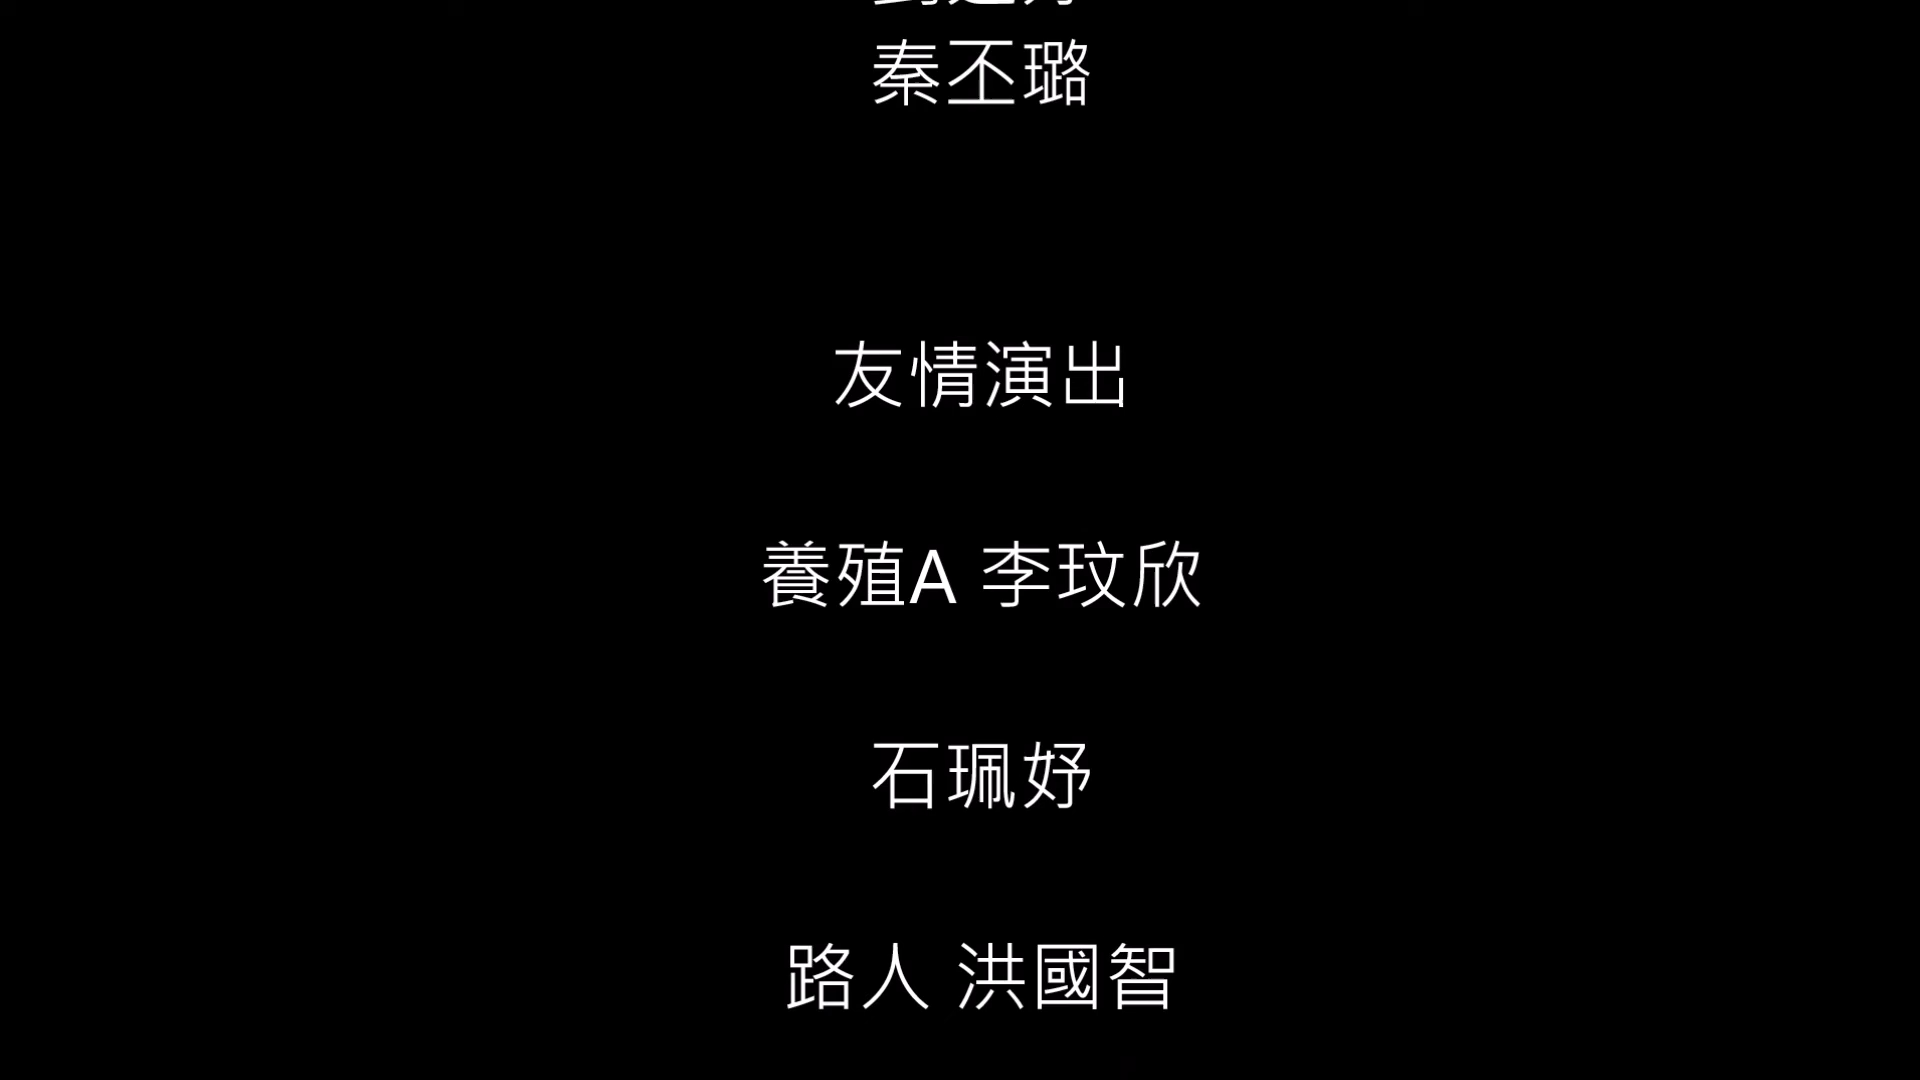 秦丕璐
友情演出
養殖A 李玟欣
石珮妤
路人 洪國智